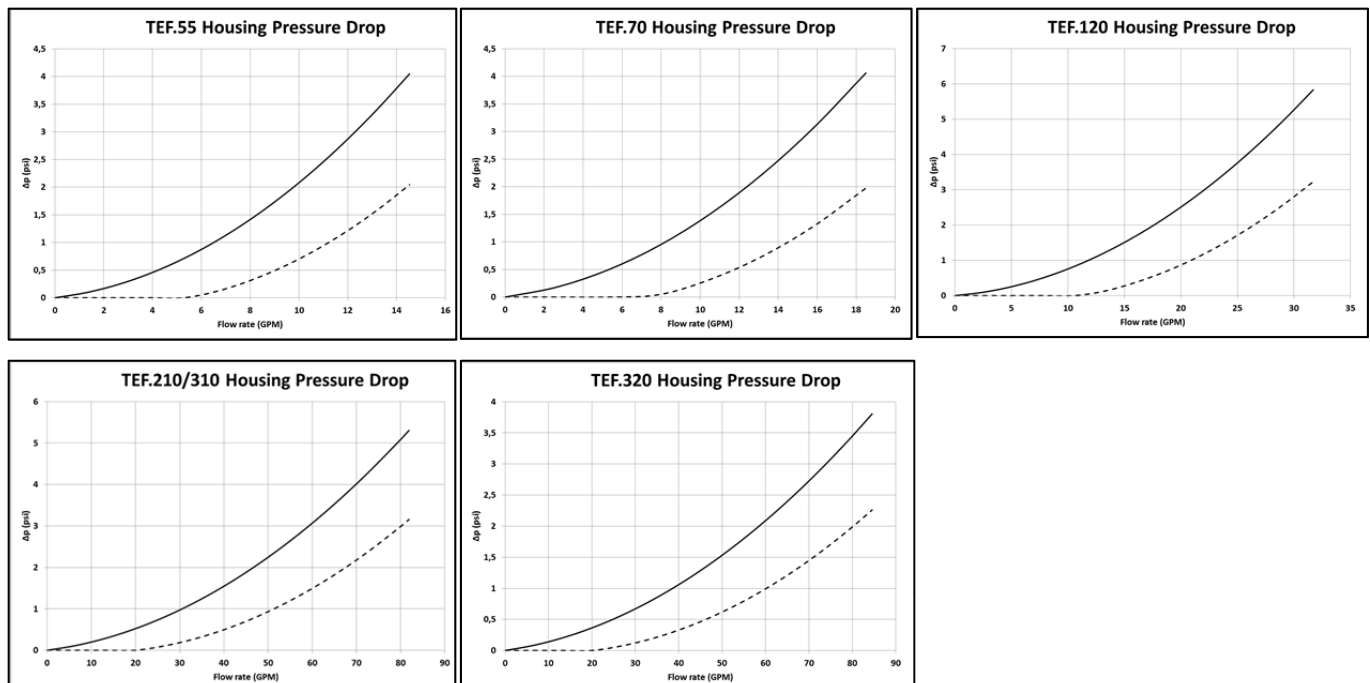 TEF.55 Housing Pressure Drop
4,5
4
3,5
3
2,5
2
1,5
1
0,5
0
Δp (psi)
0 2 4 6 8 10 12 14 16
Flow rate (GPM)
TEF.70 Housing Pressure Drop
4,5
4
3,5
3
2,5
2
1,5
1
0,5
0
Δp (psi)
0 2 4 6 8 10 12 14 16 18 20
Flow rate (GPM)
TEF.120 Housing Pressure Drop
7
6
5
4
3
2
1
0
Δp (psi)
0 5 10 15 20 25 30 35
Flow rate (GPM)
TEF.210/310 Housing Pressure Drop
6
5
4
3
2
1
0
Δp (psi)
0 10 20 30 40 50 60 70 80 90
Flow rate (GPM)
TEF.320 Housing Pressure Drop
4
3,5
3
2,5
2
1,5
1
0,5
0
Δp (psi)
0 10 20 30 40 50 60 70 80 90
Flow rate (GPM)